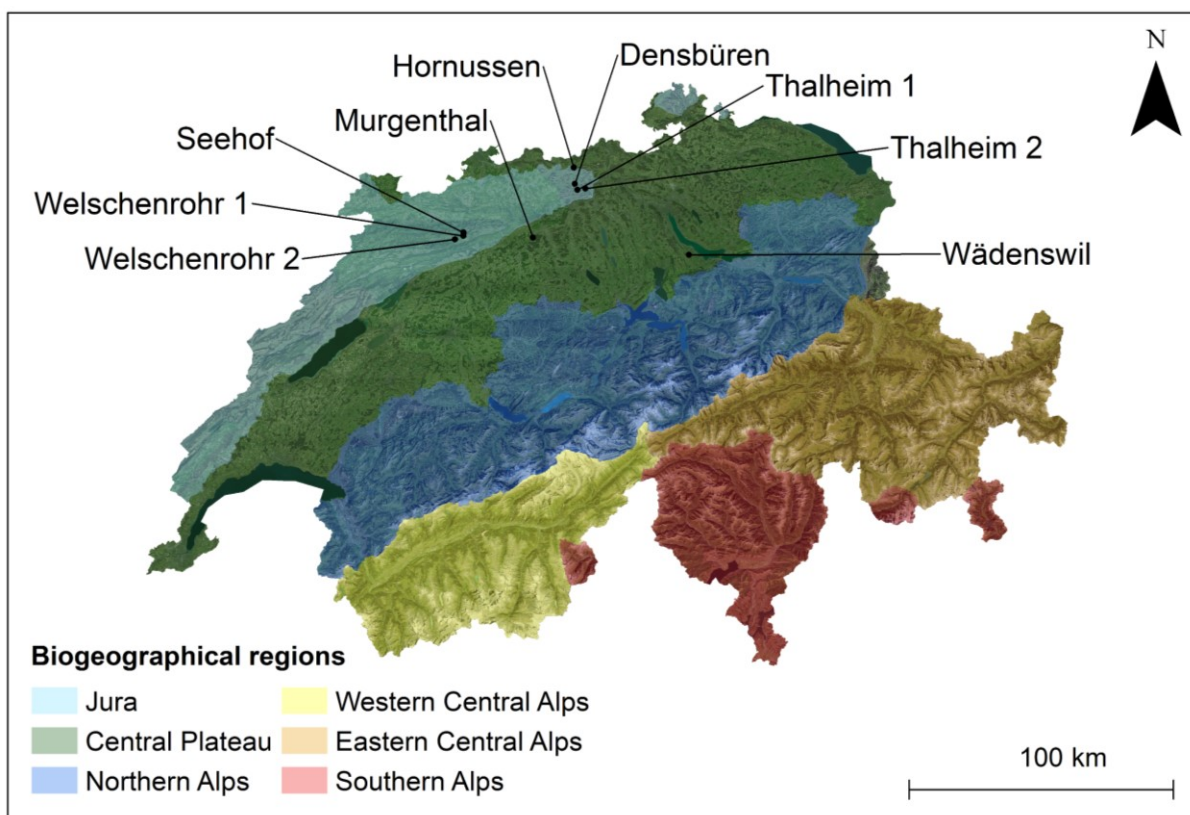 N
Densbüren
Hornussen
Thalheim 1
Murgenthal
Seehof
Thalheim 2
Welschenrohr 1
Welschenrohr 2
Wädenswil
Biogeographical regions
Jura
Western Central Alps
Central Plateau
Eastern Central Alps
Northern Alps
Southern Alps
100 km